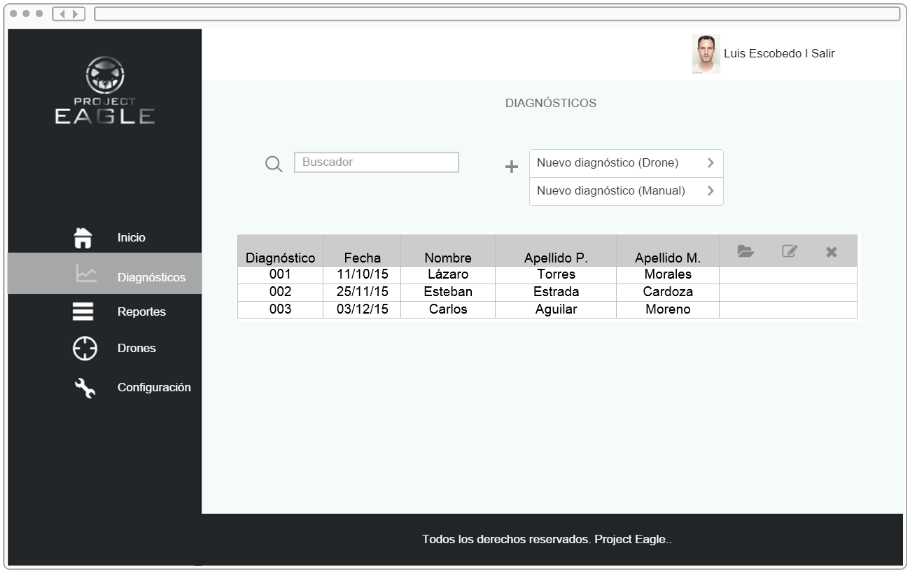 PROJECT
EAGLE
Luis Escobedo I Salir
DIAGNÓSTICOS
Buscador
Nuevo diagnóstico (Drone)
Nuevo diagnóstico (Manual)
Inicio
Diagnósticos
Reportes
Drones
Configuración
Diagnóstico Fecha Nombre Apellido P. Apellido M.
001 11/10/15 Lázaro Torres Morales
002 25/11/15 Esteban Estrada Cardoza
003 03/12/15 Carlos Aguilar Moreno
Todos los derechos reservados. Project Eagle..